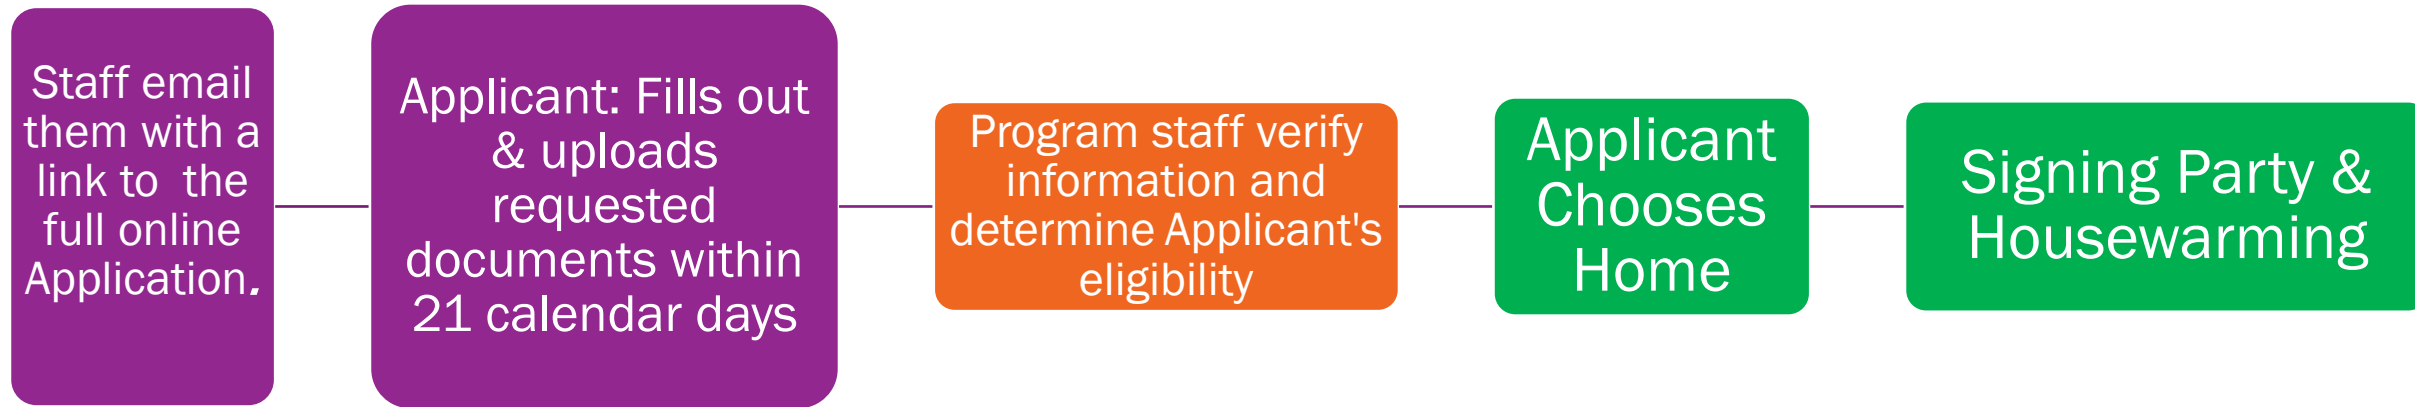 Staff email
them with a
link to  the
full online
Application.
Applicant: Fills out
& uploads
requested
documents within
21 calendar days
Program staff verify
information and
determine Applicant's
eligibility
Applicant
Chooses
Home
Signing Party &
Housewarming